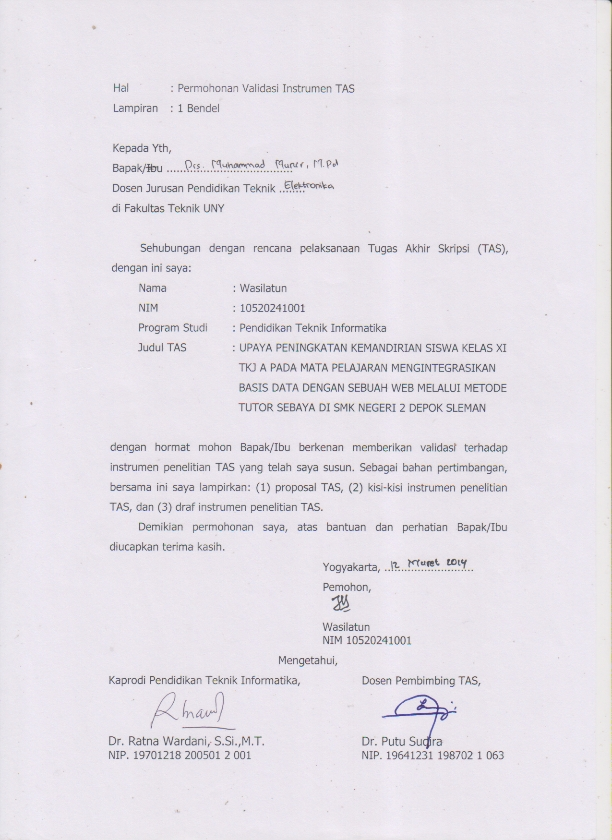 Hal : Permohonan Validasi Instrumen TAS
Lampiran : 1 Bendel
Kepada Yth,
Bapak/Ibu ... Drs. Muhammad Munir, M.Pd
Dosen Jurusan Pendidikan Teknik Elektronika
di Fakultas Teknik UNY
Sehubungan dengan rencana pelaksanaan Tugas Akhir Skripsi (TAS),
dengan ini saya:
Nama : Wasilatun
NIM : 10520241001
Program Studi : Pendidikan Teknik Informatika
Judul TAS : UPAYA PENINGKATAN KEMANDIRIAN SISWA KELAS XI
TKJ A PADA MATA PELAJARAN MENGINTEGRASIKAN
BASIS DATA DENGAN SEBUAH WEB MELALUI METODE
TUTOR SEBAYA DI SMK NEGERI 2 DEPOK SLEMAN
dengan hormat mohon Bapak/Ibu berkenan memberikan validasi terhadap
instrumen penelitian TAS yang telah saya susun. Sebagai bahan pertimbangan,
bersama ini saya lampirkan: (1) proposal TAS, (2) kisi-kisi instrumen penelitian
TAS, dan (3) draf instrumen penelitian TAS.
Demikian permohonan saya, atas bantuan dan perhatian Bapak/Ibu
diucapkan terima kasih.
Yogyakarta, 12 Maret 2014
Pemohon,
Wasilatun
NIM 10520241001
Mengetahui,
Kaprodi Pendidikan Teknik Informatika, Dosen Pembimbing TAS,
Dr. Ratna Wardani, S.Si.,M.T. Dr. Putu Sudira
NIP. 19701218 200501 2 001 NIP. 19641231 198702 1 063